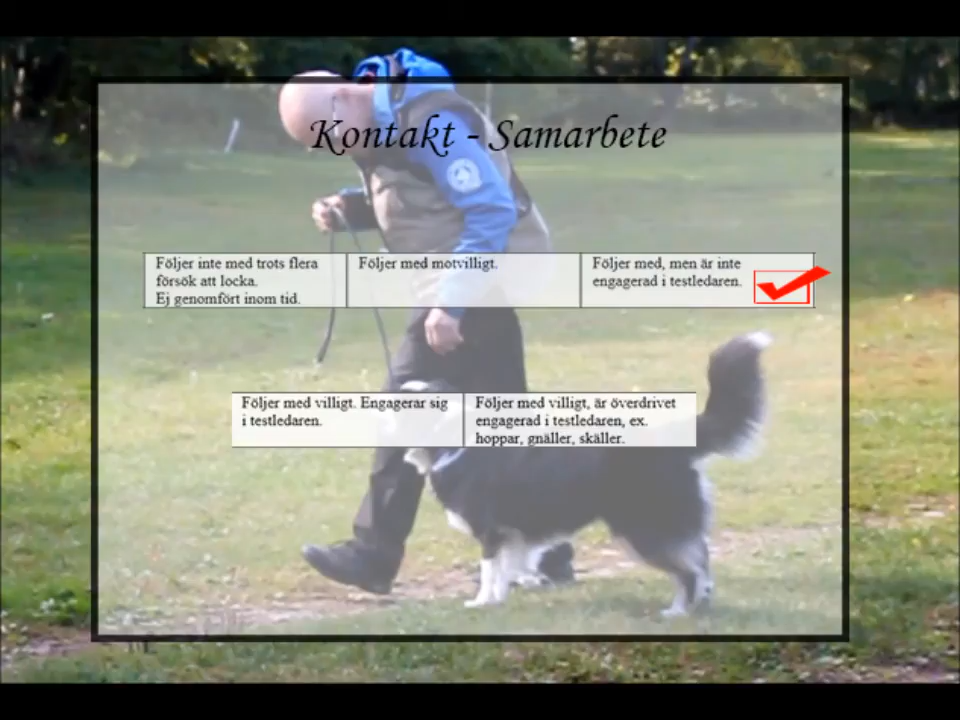 Kontakt - Samarbete
Följer inte med trots flera
försök att locka.
Ej genomfört inom tid.
Följer med motvilligt.
Följer med, men är inte
engagerad i testledaren.
Följer med villigt. Engagerar sig
i testledaren.
Följer med villigt, är överdrivet
engagerad i testledaren, ex.
hoppar, gnäller, skäller.